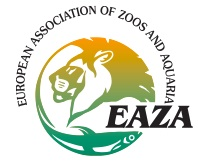 EUROPEAN ASSOCIATION OF ZOOS AND AQUARIA
EAZA